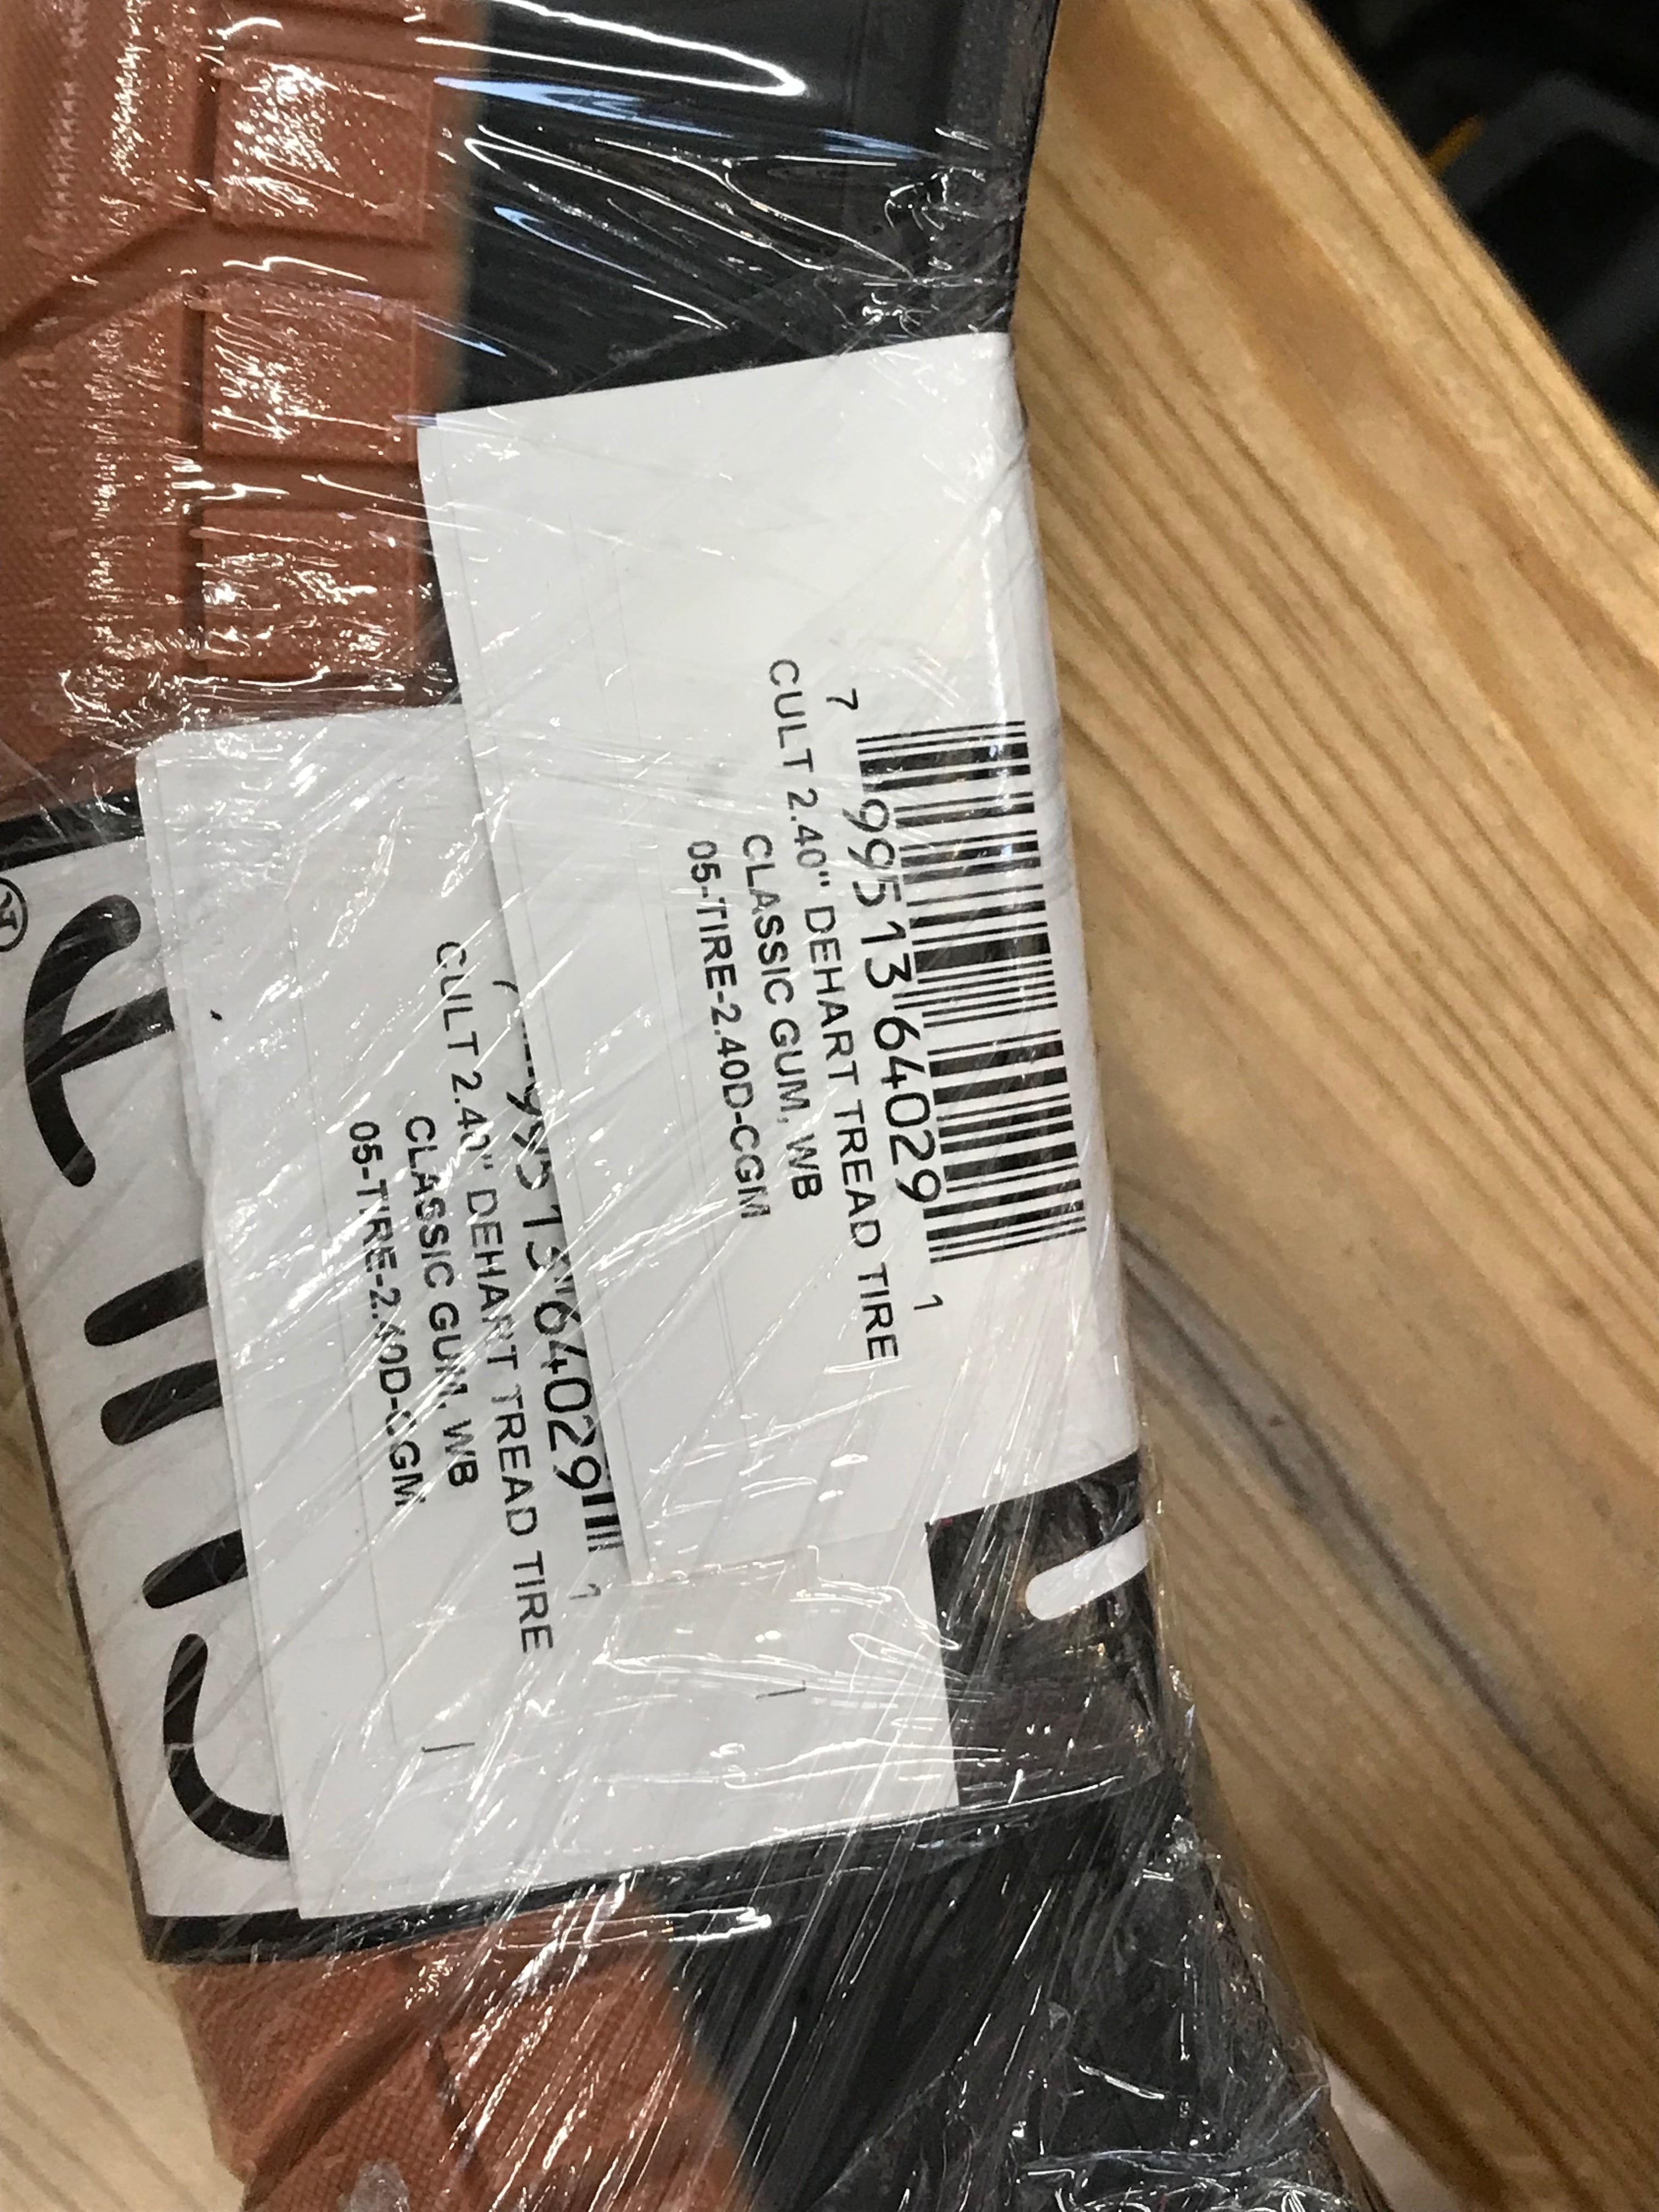 7 99513 64029 1
CULT 2.40" DEHART TREAD TIRE
CLASSIC GUM, WB
05-TIRE-2.40D-CGM
64029 1
CULT 2.40" DEHART TREAD TIRE
CLASSIC GUM, WB
05-TIRE-2.40D-CGM